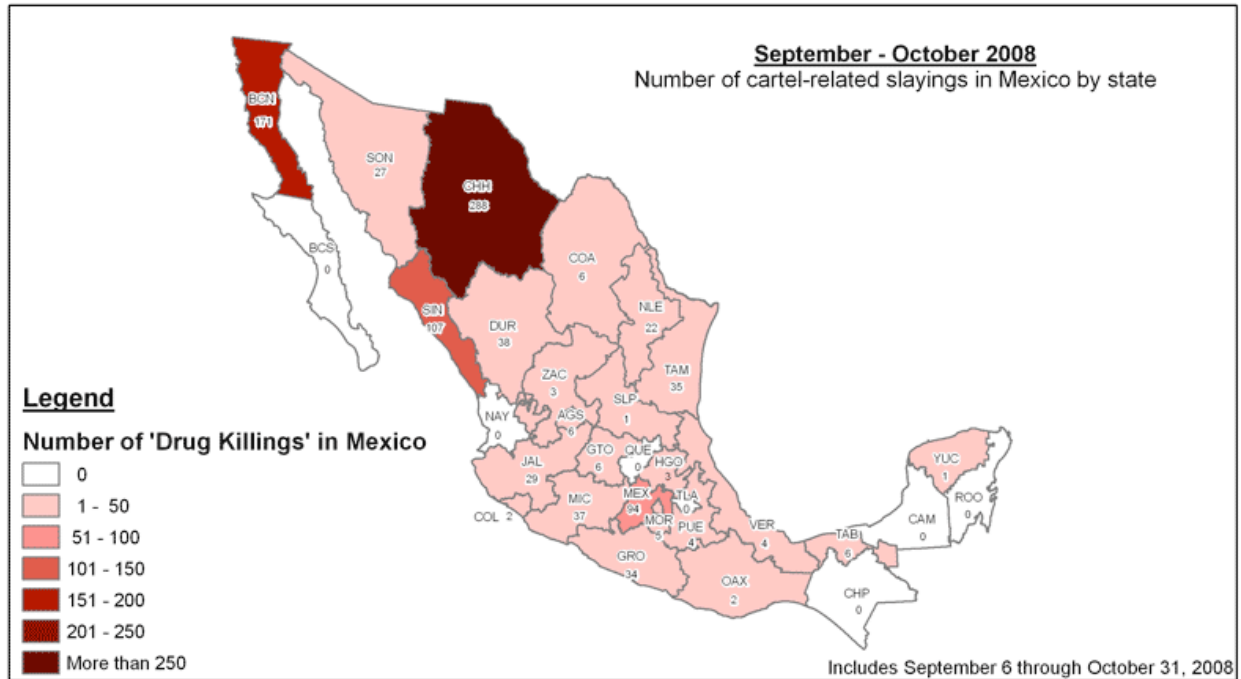 September - October 2008
Number of cartel-related slayings in Mexico by state
BCN
171
SON
27
CHH
288
BCS
0
COA
6
SIN
107
DUR
38
NLE
22
TAM
35
ZAC
3
SLP
1
NAY
0
AGS
6
JAL
29
GTO
6
QUE
0
HGO
3
MIC
37
COL 2
MEX
94
TLA
0
MOR
5
PUE
4
GRO
34
VER
4
OAX
2
TAB
6
CHP
0
CAM
0
YUC
1
ROO
0
Legend
Number of 'Drug Killings' in Mexico
0
1 - 50
51 - 100
101 - 150
151 - 200
201 - 250
More than 250
Includes September 6 through October 31, 2008